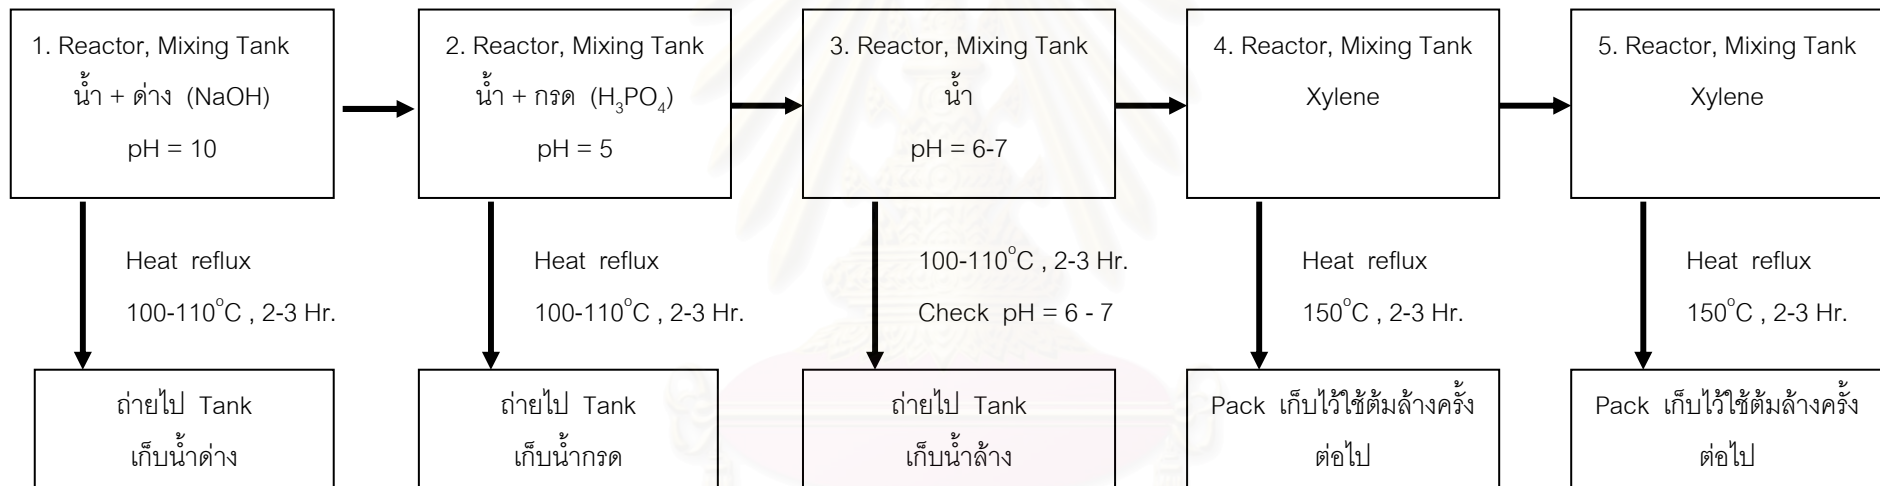 1. Reactor, Mixing Tank
น้ำ + ด่าง (NaOH)
pH = 10
2. Reactor, Mixing Tank
น้ำ + กรด (H₃PO₄)
pH = 5
3. Reactor, Mixing Tank
น้ำ
pH = 6-7
4. Reactor, Mixing Tank
Xylene
5. Reactor, Mixing Tank
Xylene
Heat reflux
100-110°C , 2-3 Hr.
Heat reflux
100-110°C , 2-3 Hr.
100-110°C , 2-3 Hr.
Check pH = 6 - 7
Heat reflux
150°C , 2-3 Hr.
Heat reflux
150°C , 2-3 Hr.
ถ่ายไป Tank
เก็บน้ำด่าง
ถ่ายไป Tank
เก็บน้ำกรด
ถ่ายไป Tank
เก็บน้ำล้าง
Pack เก็บไว้ใช้ต้มล้างครั้ง
ต่อไป
Pack เก็บไว้ใช้ต้มล้างครั้ง
ต่อไป